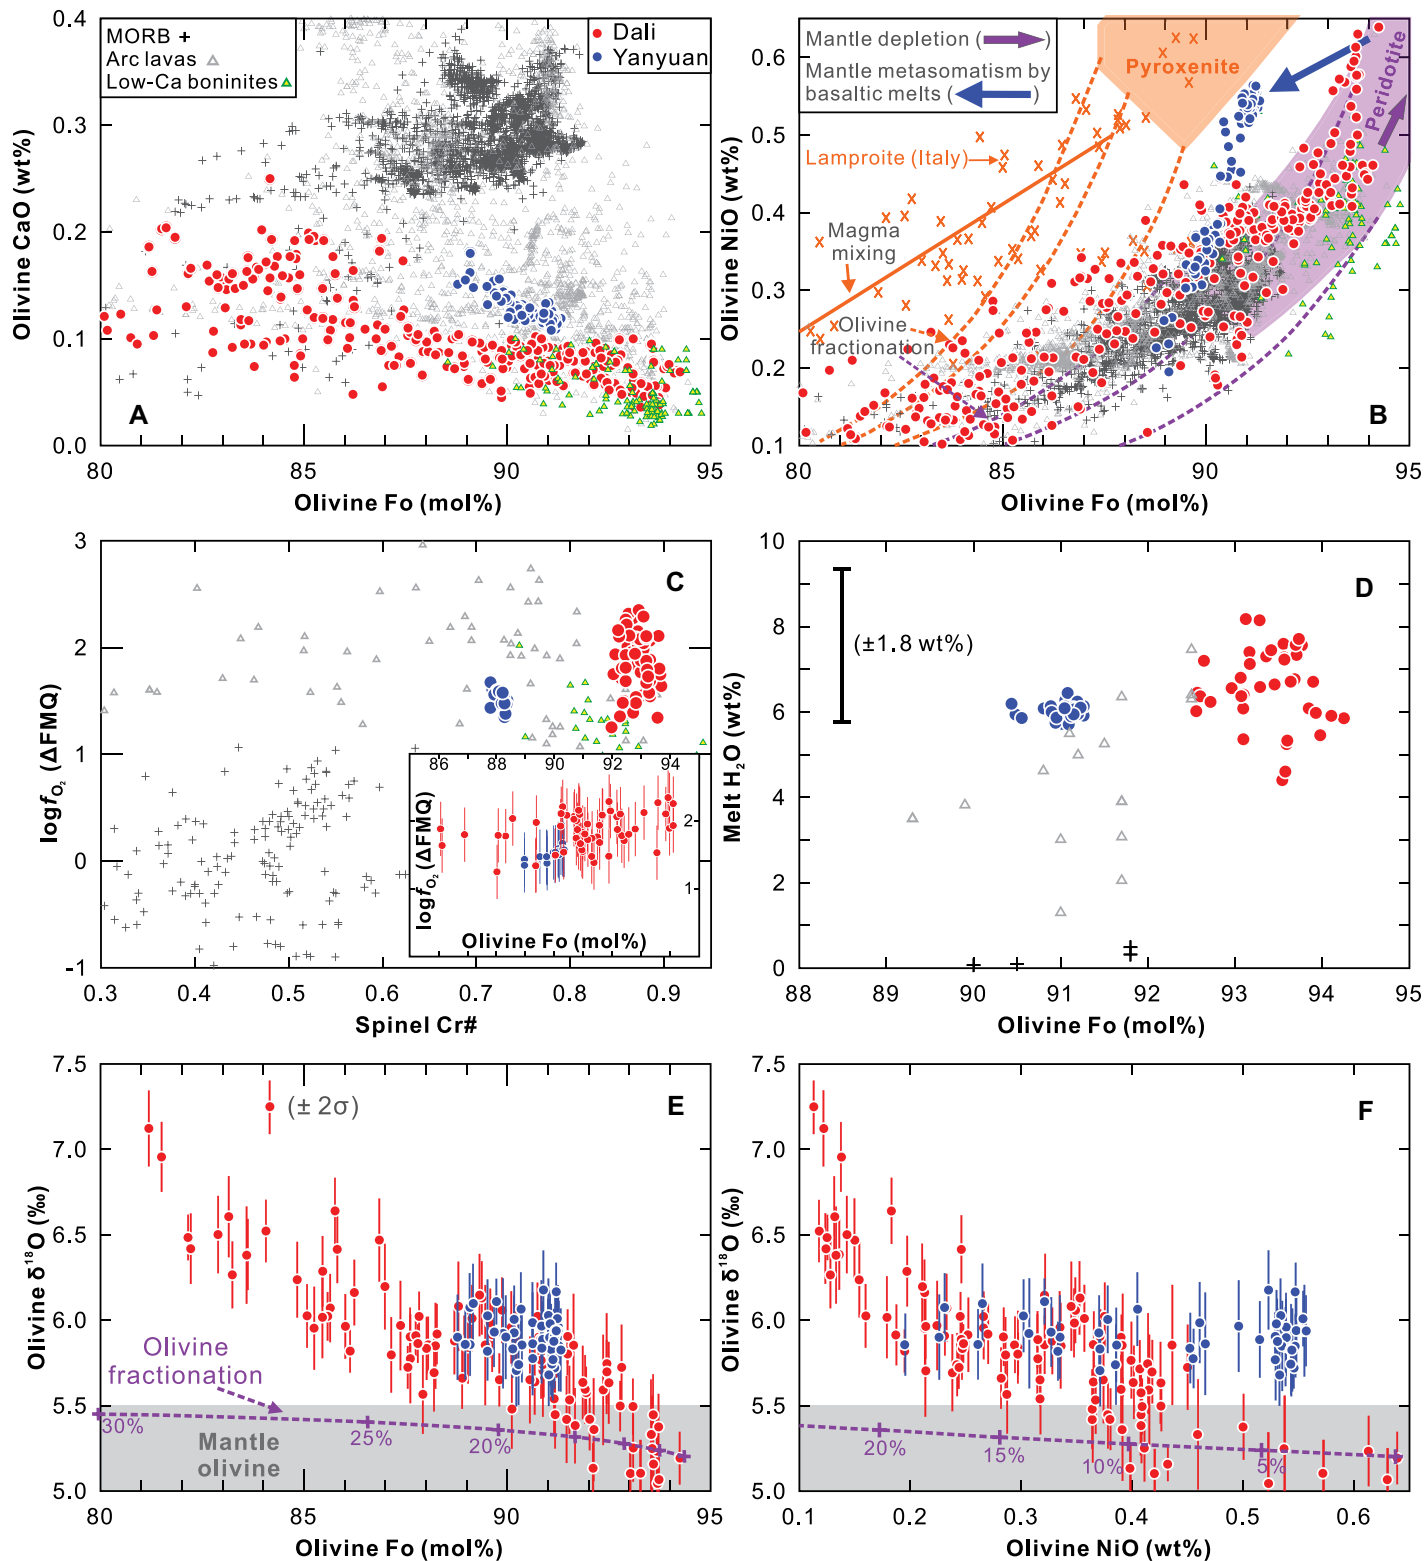 0.4
0.3
0.2
0.1
0.0
Olivine CaO (wt%)
MORB +
Arc lavas
Low-Ca boninites
Dali
Yanyuan
A
80
85
90
95
Olivine Fo (mol%)
0.6
0.5
0.4
0.3
0.2
0.1
Olivine NiO (wt%)
Mantle depletion ( )
Mantle metasomatism by
basaltic melts ( )
Pyroxenite
Peridotite
Lamproite (Italy)
Magma
mixing
Olivine
fractionation
B
80
85
90
95
Olivine Fo (mol%)
3
2
1
0
-1
logfO₂ (ΔFMQ)
C
86
88
90
92
94
logfO₂ (ΔFMQ)
2
1
Olivine Fo (mol%)
0.3
0.4
0.5
0.6
0.7
0.8
0.9
Spinel Cr#
10
8
6
4
2
0
Melt H₂O (wt%)
(±1.8 wt%)
D
88
89
90
91
92
93
94
95
Olivine Fo (mol%)
7.5
7.0
6.5
6.0
5.5
5.0
Olivine δ¹⁸O (‰)
(± 2σ)
E
Olivine
fractionation
30%
25%
20%
Mantle
olivine
80
85
90
95
Olivine Fo (mol%)
7.5
7.0
6.5
6.0
5.5
5.0
Olivine δ¹⁸O (‰)
F
20%
15%
10%
5%
0.1
0.2
0.3
0.4
0.5
0.6
Olivine NiO (wt%)